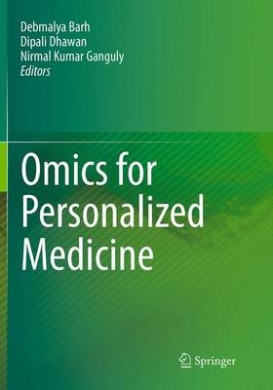 Debmalya Barh
Dipali Dhawan
Nirmal Kumar Ganguly
Editors
Omics for
Personalized
Medicine
Springer